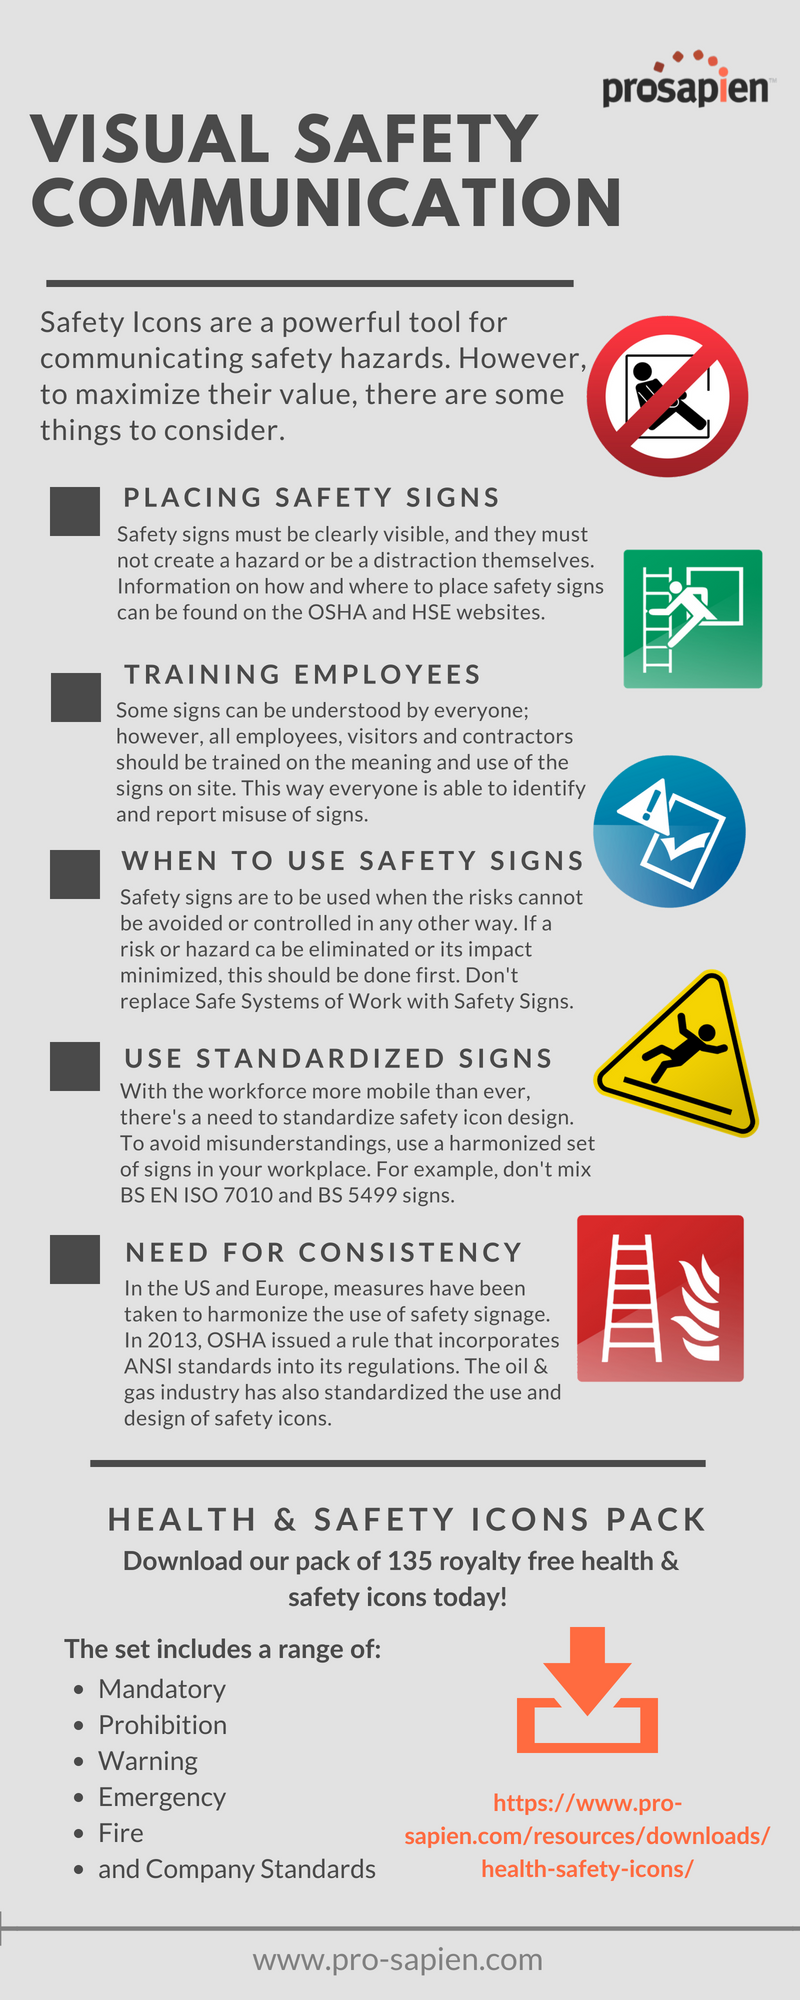 prosapien™
VISUAL SAFETY
COMMUNICATION
Safety Icons are a powerful tool for
communicating safety hazards. However,
to maximize their value, there are some
things to consider.
PLACING SAFETY SIGNS
Safety signs must be clearly visible, and they must
not create a hazard or be a distraction themselves.
Information on how and where to place safety signs
can be found on the OSHA and HSE websites.
TRAINING EMPLOYEES
Some signs can be understood by everyone;
however, all employees, visitors and contractors
should be trained on the meaning and use of the
signs on site. This way everyone is able to identify
and report misuse of signs.
WHEN TO USE SAFETY SIGNS
Safety signs are to be used when the risks cannot
be avoided or controlled in any other way. If a
risk or hazard ca be eliminated or its impact
minimized, this should be done first. Don't
replace Safe Systems of Work with Safety Signs.
USE STANDARDIZED SIGNS
With the workforce more mobile than ever,
there's a need to standardize safety icon design.
To avoid misunderstandings, use a harmonized set
of signs in your workplace. For example, don't mix
BS EN ISO 7010 and BS 5499 signs.
NEED FOR CONSISTENCY
In the US and Europe, measures have been
taken to harmonize the use of safety signage.
In 2013, OSHA issued a rule that incorporates
ANSI standards into its regulations. The oil &
gas industry has also standardized the use and
design of safety icons.
HEALTH & SAFETY ICONS PACK
Download our pack of 135 royalty free health &
safety icons today!
The set includes a range of:
• Mandatory
• Prohibition
• Warning
• Emergency
• Fire
• and Company Standards
https://www.pro-
sapien.com/resources/downloads/
health-safety-icons/
www.pro-sapien.com